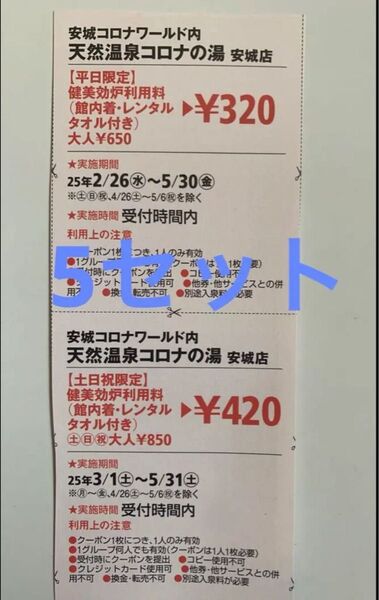 安城コロナワールド内
天然温泉コロナの湯 安城店
【平日限定】
健美効炉利用料
(館内着・レンタル
タオル付き)
▶¥320
大人¥650
★実施期間
25年2/26㊌〜5/30㊎
※㊏㊐㊗、4/26㊏〜5/6㊗を除く
★実施時間 受付時間内
利用上の注意
5セット
安城コロナワールド内
天然温泉コロナの湯 安城店
【土日祝限定】
健美効炉利用料
(館内着・レンタル
タオル付き)
▶¥420
㊏㊐㊗大人¥850
★実施期間
25年3/1㊏〜5/31㊏
※㊊〜㊎、4/26㊏〜5/6㊗を除く
★実施時間 受付時間内
利用上の注意
●クーポン1枚につき、1人のみ有効
●1グループ何人でも有効(クーポンは1人1枚必要)
●受付時にクーポンを提出 ●コピー使用不可
●クレジットカード使用可 ●他券・他サービスとの併
用不可 ●換金・転売不可 ●別途入湯料が必要